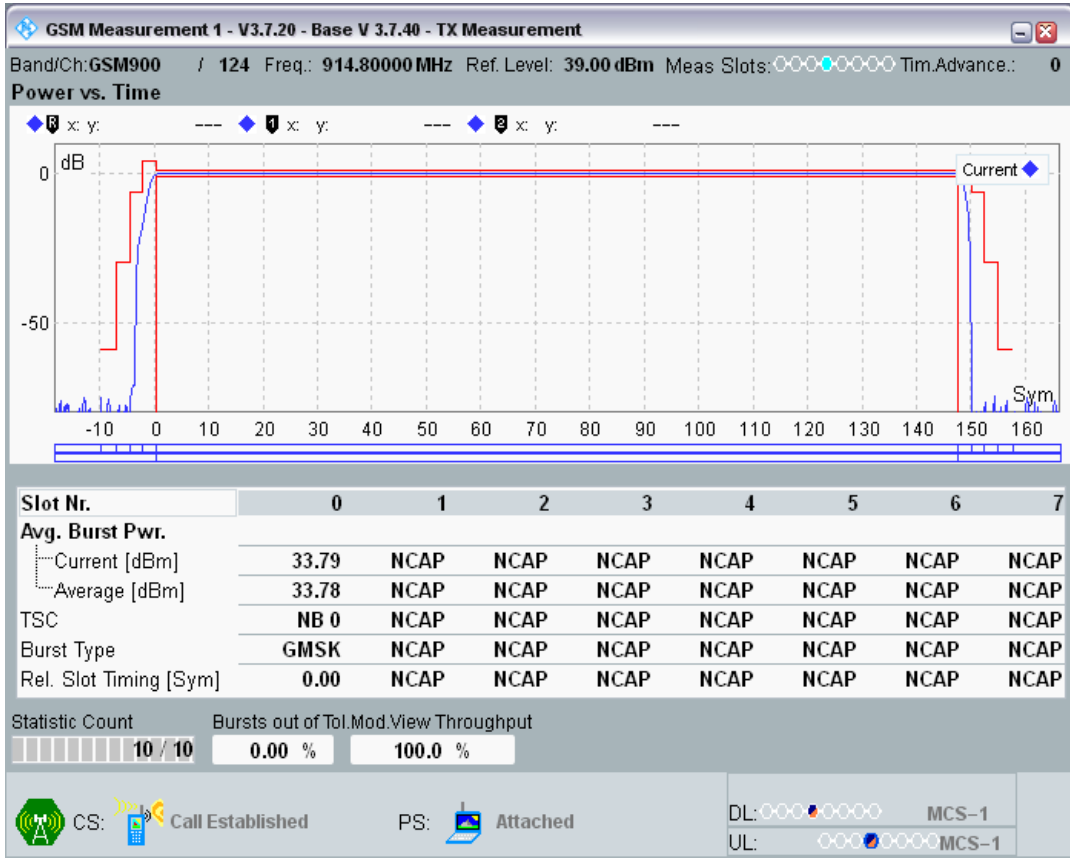 GSM Measurement 1 - V3.7.20 - Base V 3.7.40 - TX Measurement
Band/Ch:GSM900 / 124 Freq.: 914.80000 MHz Ref. Level: 39.00 dBm Meas Slots: Tim.Advance.: 0
Power vs. Time
R x: y: --- 1 x: y: --- 2 x: y: ---
dB
Current
0
-50
Sym
-10 0 10 20 30 40 50 60 70 80 90 100 110 120 130 140 150 160
Slot Nr. 0 1 2 3 4 5 6 7
Avg. Burst Pwr.
Current [dBm] 33.79 NCAP NCAP NCAP NCAP NCAP NCAP NCAP
Average [dBm] 33.78 NCAP NCAP NCAP NCAP NCAP NCAP NCAP
TSC NB 0 NCAP NCAP NCAP NCAP NCAP NCAP NCAP
Burst Type GMSK NCAP NCAP NCAP NCAP NCAP NCAP NCAP
Rel. Slot Timing [Sym] 0.00 NCAP NCAP NCAP NCAP NCAP NCAP NCAP
Statistic Count Bursts out of Tol. Mod.View Throughput
10 / 10 0.00 % 100.0 %
CS: Call Established PS: Attached
DL: MCS-1
UL: MCS-1